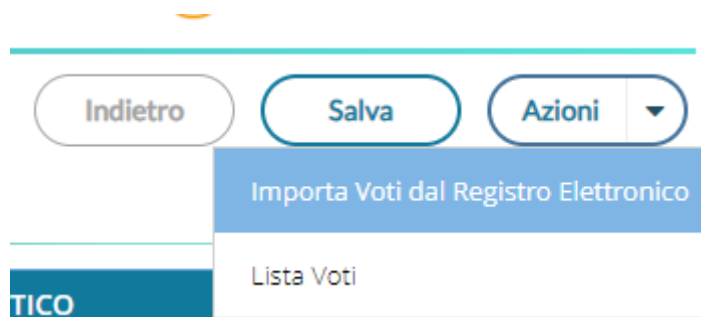 Indietro
Salva
Azioni
Importa Voti dal Registro Elettronico
Lista Voti
TICO